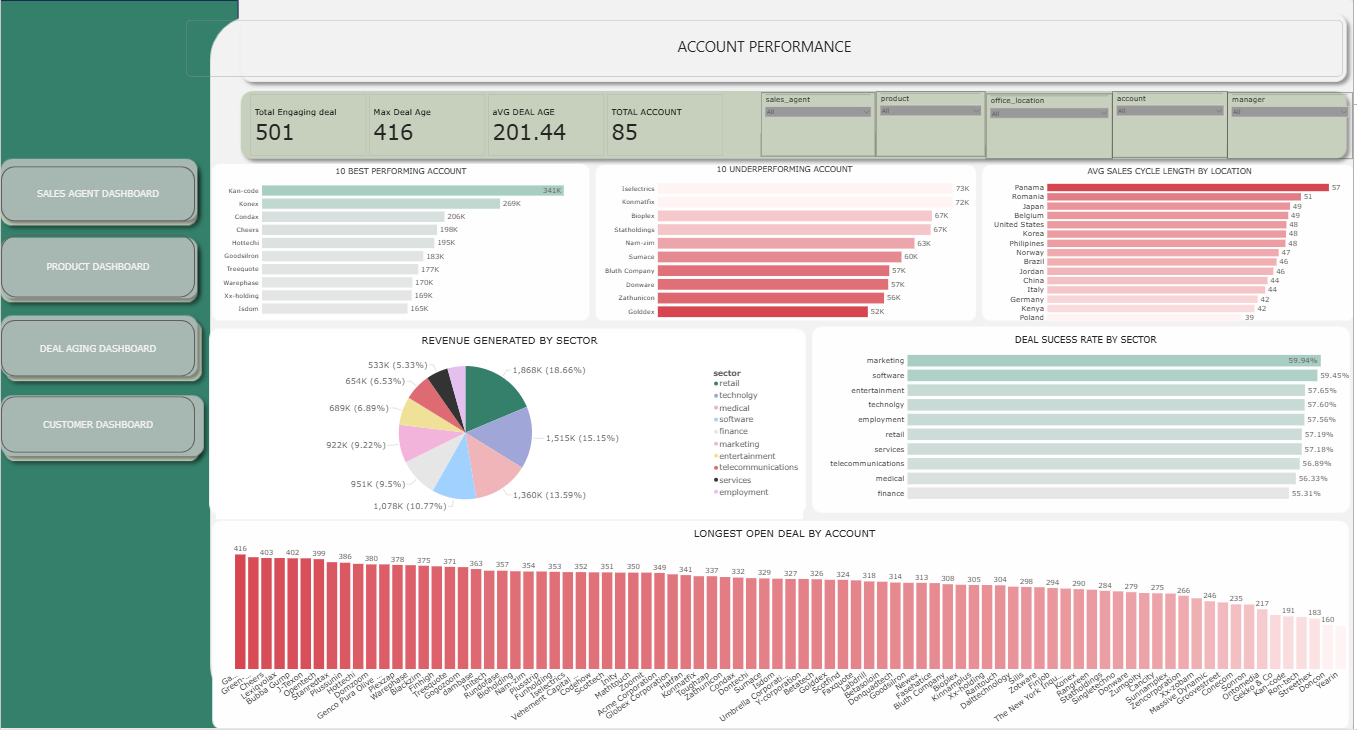 ACCOUNT PERFORMANCE
Total Engaging deal
501
Max Deal Age
416
aVG DEAL AGE
201.44
TOTAL ACCOUNT
85
sales_agent
All
product
All
office_location
All
account
All
manager
All
SALES AGENT DASHBOARD
PRODUCT DASHBOARD
DEAL AGING DASHBOARD
CUSTOMER DASHBOARD
10 BEST PERFORMING ACCOUNT
Kan-code 341K
Konex 269K
Condax 206K
Cheers 198K
Hottechi 195K
Goodsilron 183K
Treequote 177K
Warephase 170K
Xx-holding 169K
Isdom 165K
10 UNDERPERFORMING ACCOUNT
Iselectrics 73K
Konmatfix 72K
Bioplex 67K
Statholdings 67K
Nam-zim 63K
Sumace 60K
Bluth Company 57K
Donware 57K
Zathunicon 56K
Golddex 52K
AVG SALES CYCLE LENGTH BY LOCATION
Panama 57
Romania 51
Japan 49
Belgium 49
United States 48
Korea 48
Philipines 48
Norway 47
Brazil 46
Jordan 46
China 44
Italy 44
Germany 42
Kenya 42
Poland 39
REVENUE GENERATED BY SECTOR
1,868K (18.66%)
1,515K (15.15%)
1,360K (13.59%)
1,078K (10.77%)
951K (9.5%)
922K (9.22%)
689K (6.89%)
654K (6.53%)
533K (5.33%)
sector
retail
technolgy
medical
software
finance
marketing
entertainment
telecommunications
services
employment
DEAL SUCESS RATE BY SECTOR
marketing 59.94%
software 59.45%
entertainment 57.65%
technolgy 57.60%
employment 57.56%
retail 57.19%
services 57.18%
telecommunications 56.89%
medical 56.33%
finance 55.31%
LONGEST OPEN DEAL BY ACCOUNT
416 403 402 399 386 380 378 375 371 363 357 354 353 352 351 350 349 341 337 332 329 327 326 324 318 314 313 308 305 304 298 294 290 284 279 275 266 246 235 217 191 183 160
Ga...
Green-...
Cheers
Lexiqvolax
Bubba Gump
J-Texon
Opentech
Stanredtax
Plussunin
Hottechi
Domzoom
Genco Pura Olive ...
Plexzap
Warephase
Blackzim
Finhigh
Treequote
Gogozoom
Bambase
Initech
Rundofase
Bioholding
Nam-zim
Plusstrip
Funholding
Vehement Capital ...
Iselectrics
Codehow
Scottech
Inity
Mathtouch
Zoomit
Acme Corporation
Globex Corporation
Hatfan
Konmatfix
Toughzap
Zathunicon
Condax
Dontechi
Sumace
Isdom
Umbrella Corporati...
Y-corporation
Betatech
Golddex
Scotfind
Faxquote
Labdrill
Betasoloin
Donquadtech
Goodsilron
Newex
Fasehatice
Bluth Company
Bioplex
Kinnamplus
Xx-holding
Rantouch
Dalttechnology
Silis
Zotware
Finjob
The New York Inqu...
Konex
Rangreen
Statholdings
Singletechno
Donware
Zumgoity
Cancity
Sunnamplex
Zencorporation
Xx-zobam
Massive Dynamic
Groovestreet
Conecom
Sonron
Ontomedia
Gekko & Co
Kan-code
Ron-tech
Streethex
Doncon
Yearin